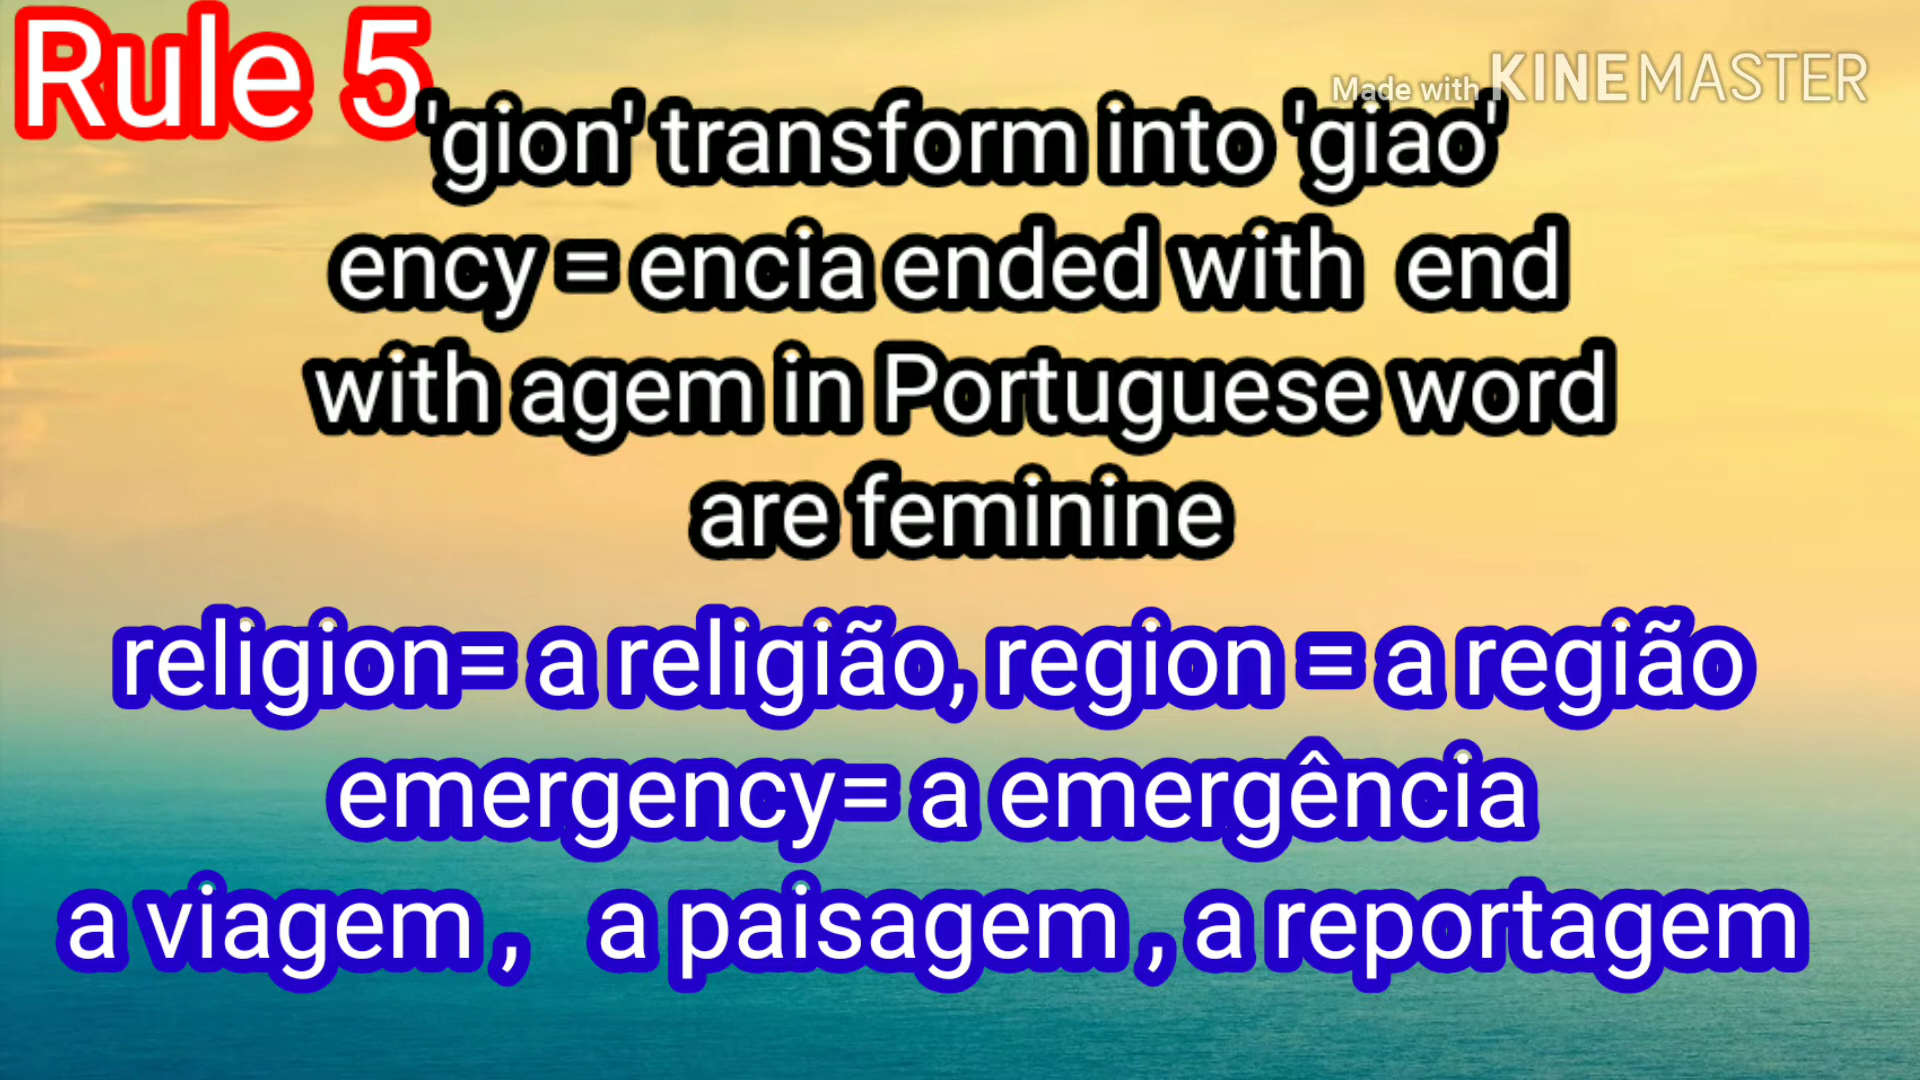 Rule 5
Made with KINEMASTER
'gion' transform into 'giao'
ency = encia ended with end
with agem in Portuguese word
are feminine
religion= a religião, region = a região
emergency= a emergência
a viagem , a paisagem , a reportagem